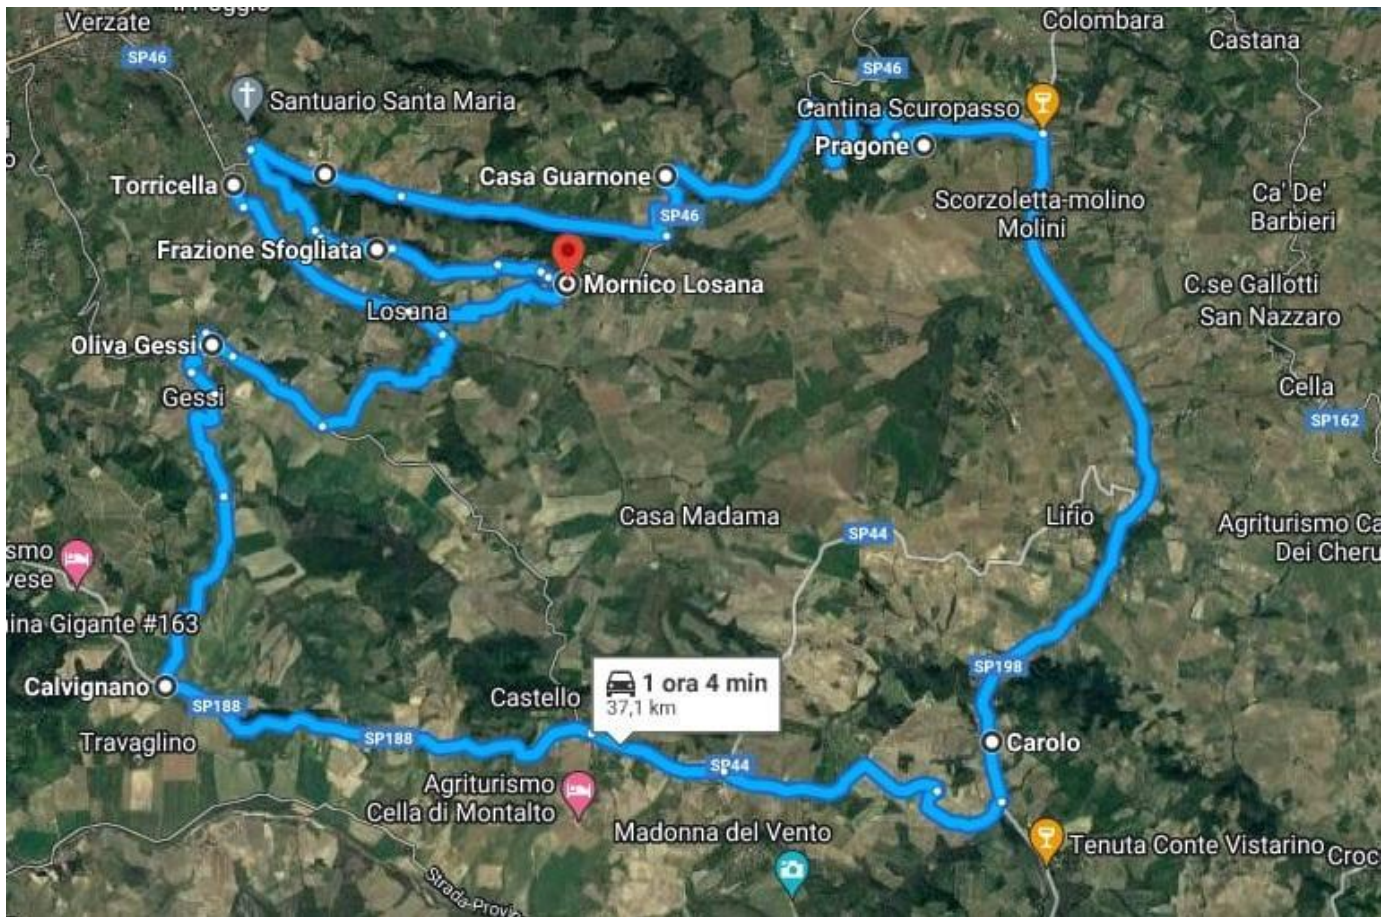 Verzate
SP46
Colombara
Castana
SP46
Santuario Santa Maria
Cantina Scuropasso
Pragone
Torricella
Casa Guarnone
SP46
Scorzoletta-molino
Molini
Ca' De'
Barbieri
Frazione Sfogliata
Mornico Losana
C.se Gallotti
San Nazzaro
Losana
Oliva Gessi
Gessi
Cella
SP162
Casa Madama
SP44
Lirio
Agriturismo Ca
Dei Cheru
ismo
vese
ina Gigante #163
Calvignano
SP188
Castello
1 ora 4 min
37,1 km
SP198
Travaglino
SP188
Carolo
SP44
Agriturismo
Cella di Montalto
Madonna del Vento
Tenuta Conte Vistarino
Croc